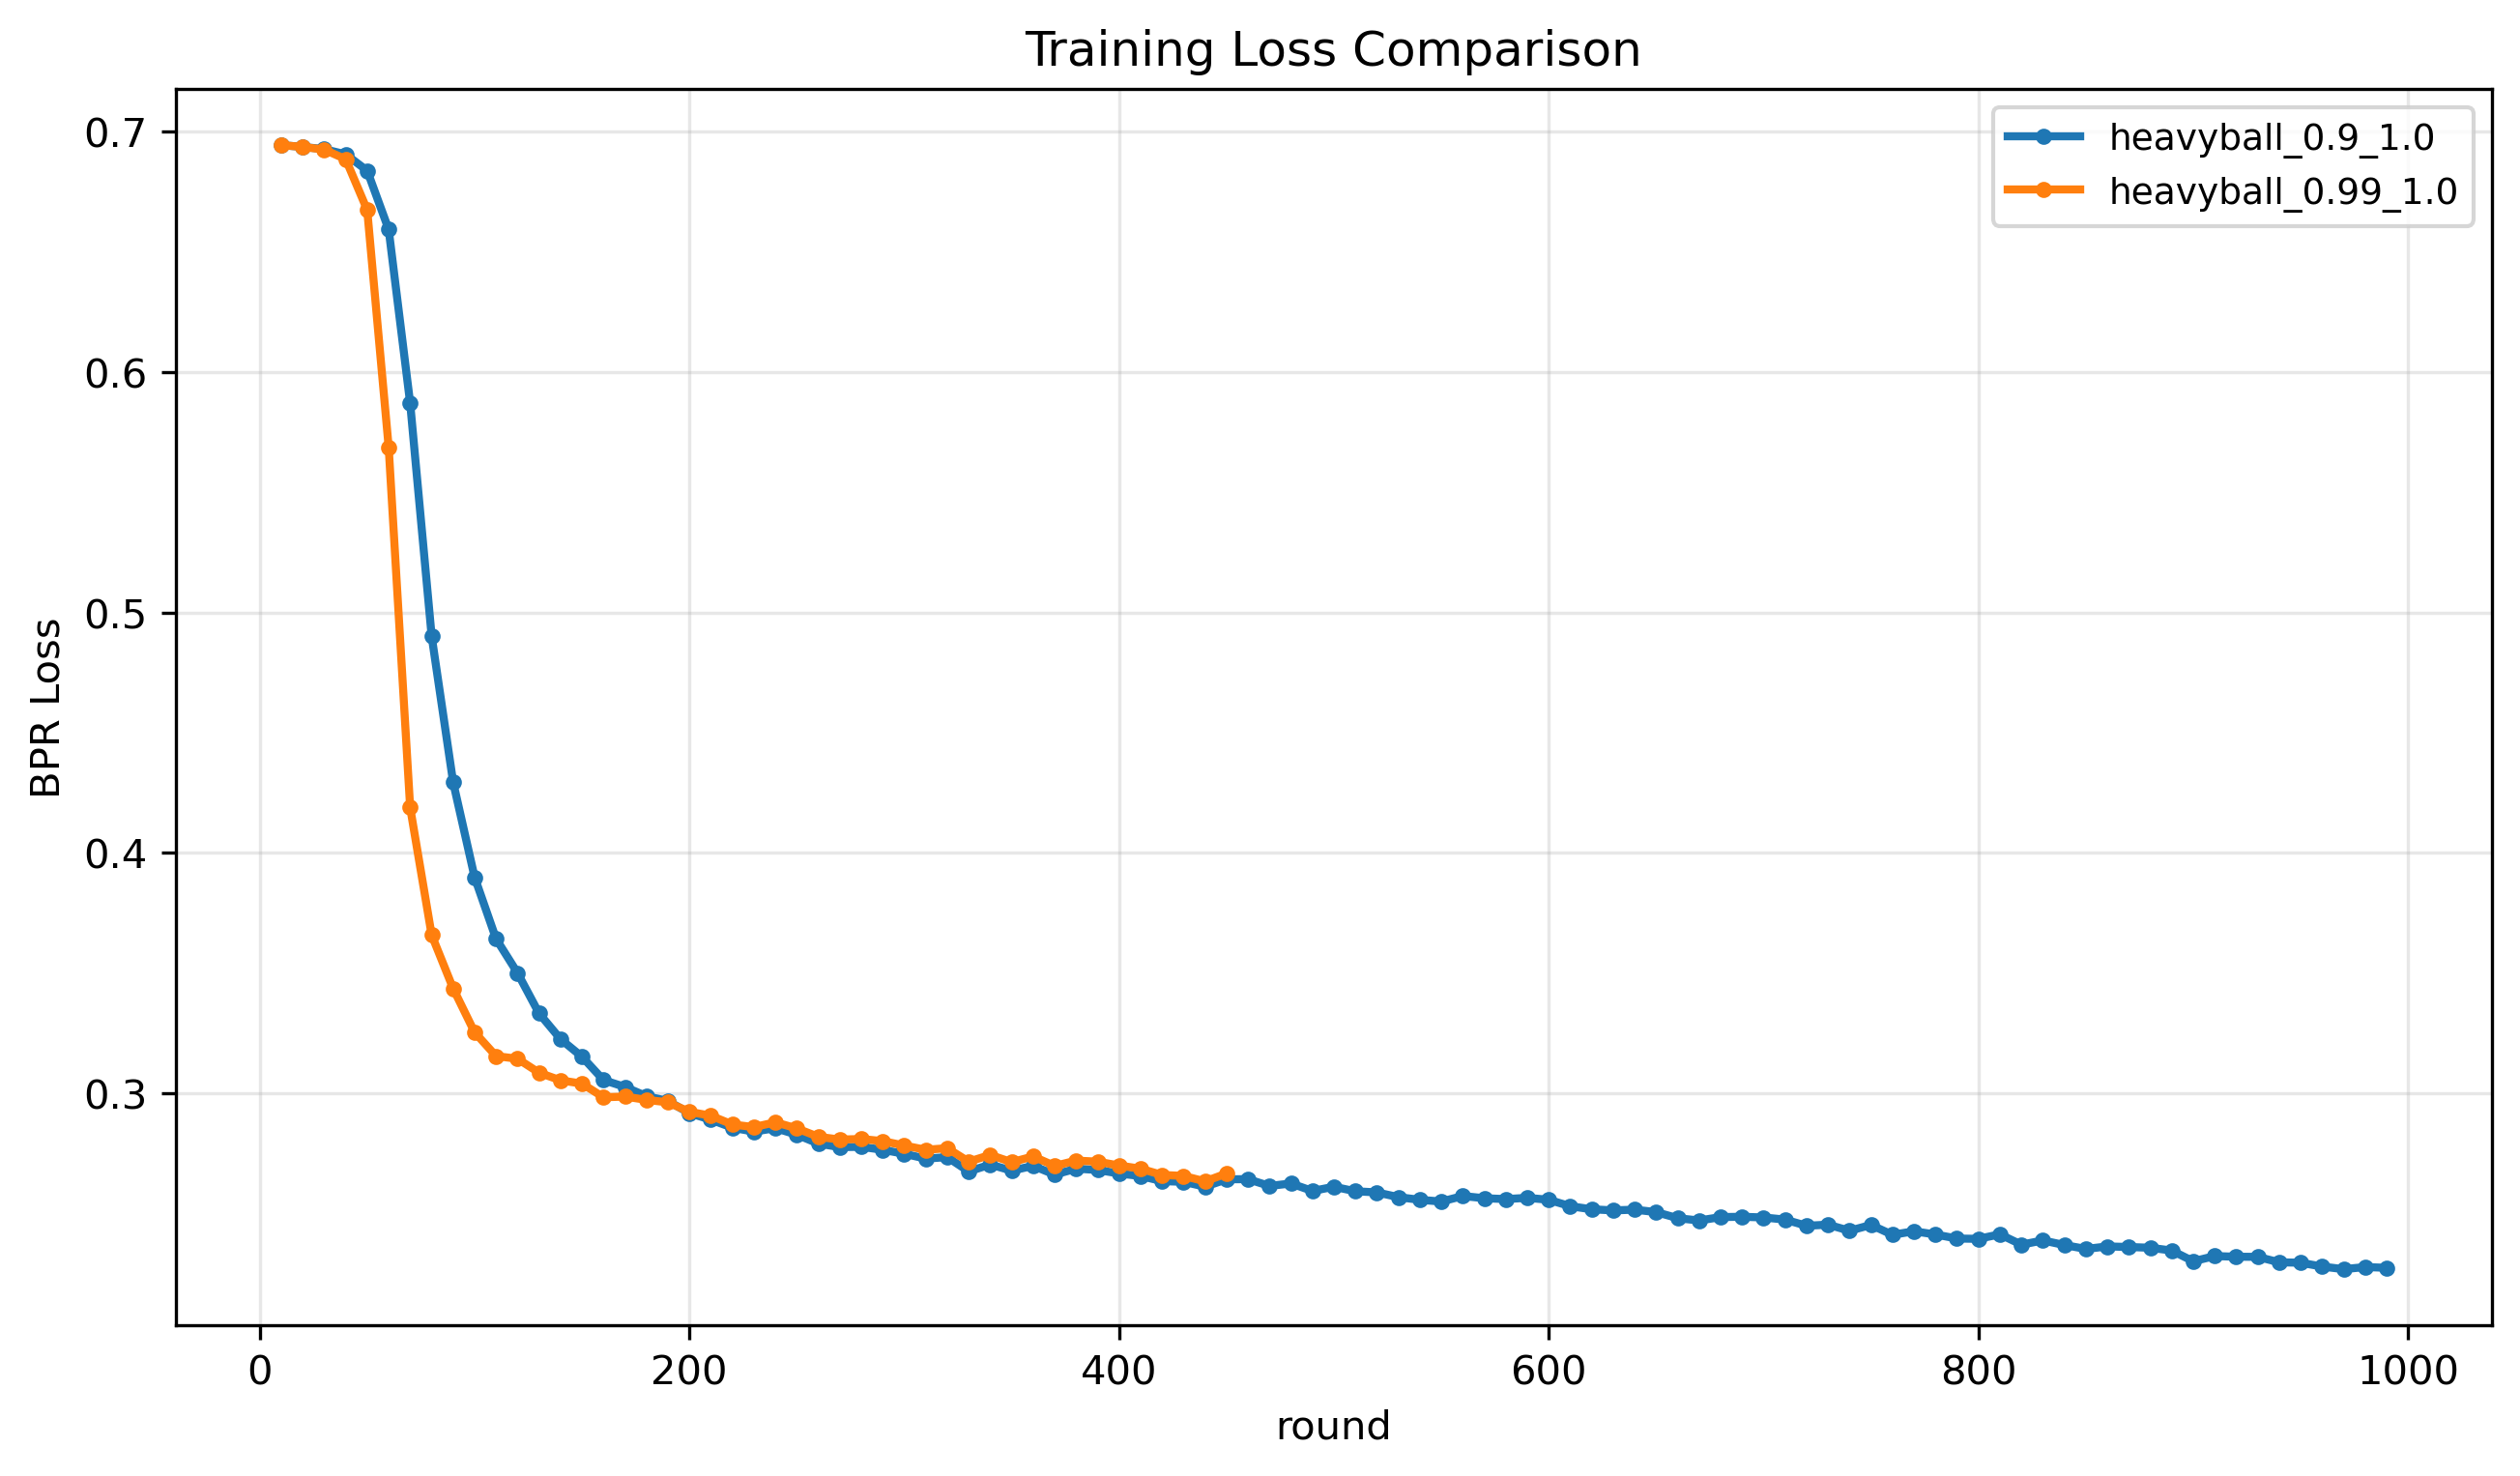 Training Loss Comparison
heavyball_0.9_1.0
heavyball_0.99_1.0
BPR Loss
0.7
0.6
0.5
0.4
0.3
0 200 400 600 800 1000
round